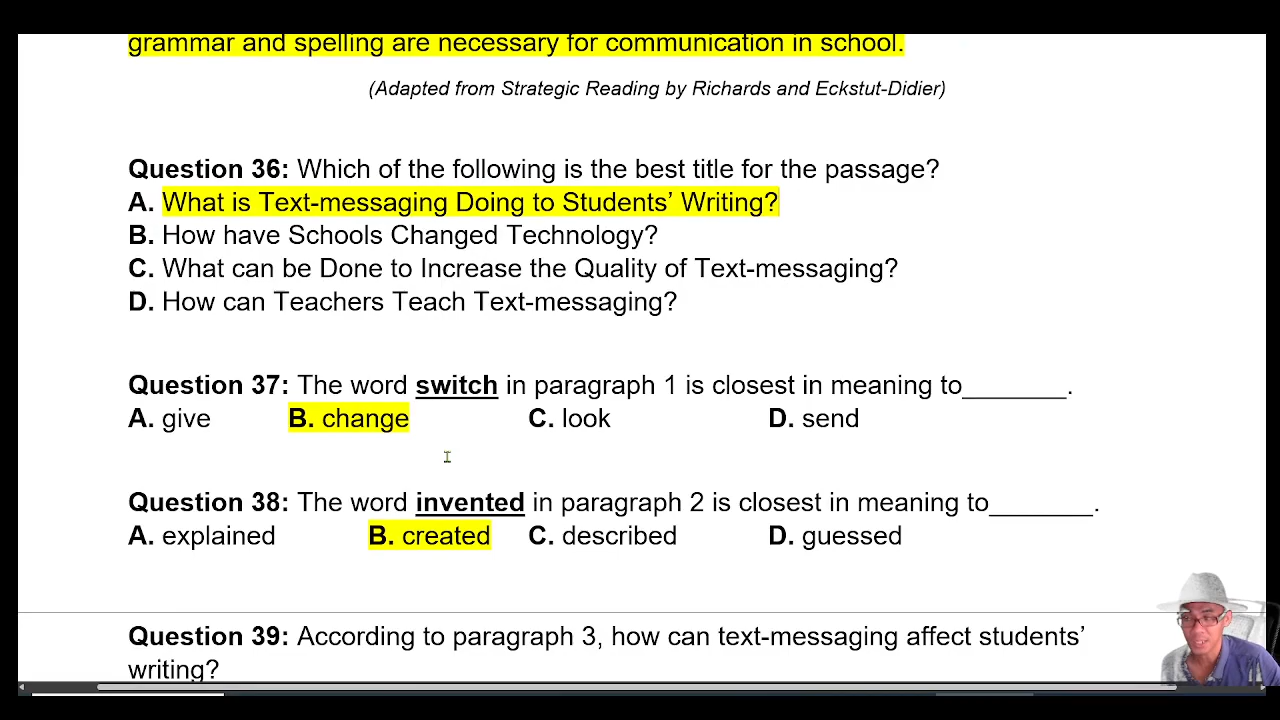 grammar and spelling are necessary for communication in school.
(Adapted from Strategic Reading by Richards and Eckstut-Didier)
Question 36: Which of the following is the best title for the passage?
A. What is Text-messaging Doing to Students’ Writing?
B. How have Schools Changed Technology?
C. What can be Done to Increase the Quality of Text-messaging?
D. How can Teachers Teach Text-messaging?
Question 37: The word switch in paragraph 1 is closest in meaning to_______.
A. give B. change C. look D. send
Question 38: The word invented in paragraph 2 is closest in meaning to_______.
A. explained B. created C. described D. guessed
Question 39: According to paragraph 3, how can text-messaging affect students’
writing?